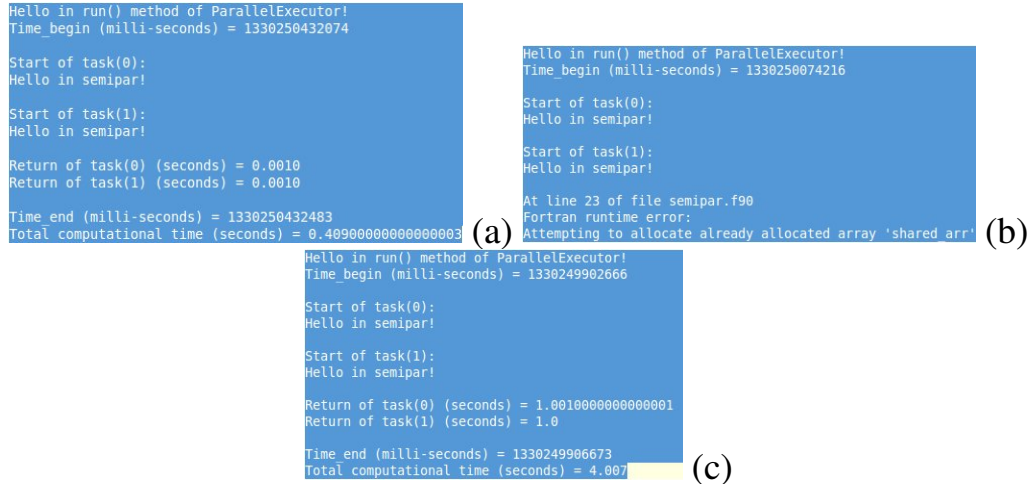 Hello in run() method of ParallelExecutor!
Time_begin (milli-seconds) = 1330250432074
Start of task(0):
Hello in semipar!
Start of task(1):
Hello in semipar!
Return of task(0) (seconds) = 0.0010
Return of task(1) (seconds) = 0.0010
Time_end (milli-seconds) = 1330250432483
Total computational time (seconds) = 0.40900000000000003
(a)
Hello in run() method of ParallelExecutor!
Time_begin (milli-seconds) = 1330250074216
Start of task(0):
Hello in semipar!
Start of task(1):
Hello in semipar!
At line 23 of file semipar.f90
Fortran runtime error:
Attempting to allocate already allocated array 'shared_arr'
(b)
Hello in run() method of ParallelExecutor!
Time_begin (milli-seconds) = 1330249902666
Start of task(0):
Hello in semipar!
Start of task(1):
Hello in semipar!
Return of task(0) (seconds) = 1.0010000000000001
Return of task(1) (seconds) = 1.0
Time_end (milli-seconds) = 1330249906673
Total computational time (seconds) = 4.007
(c)